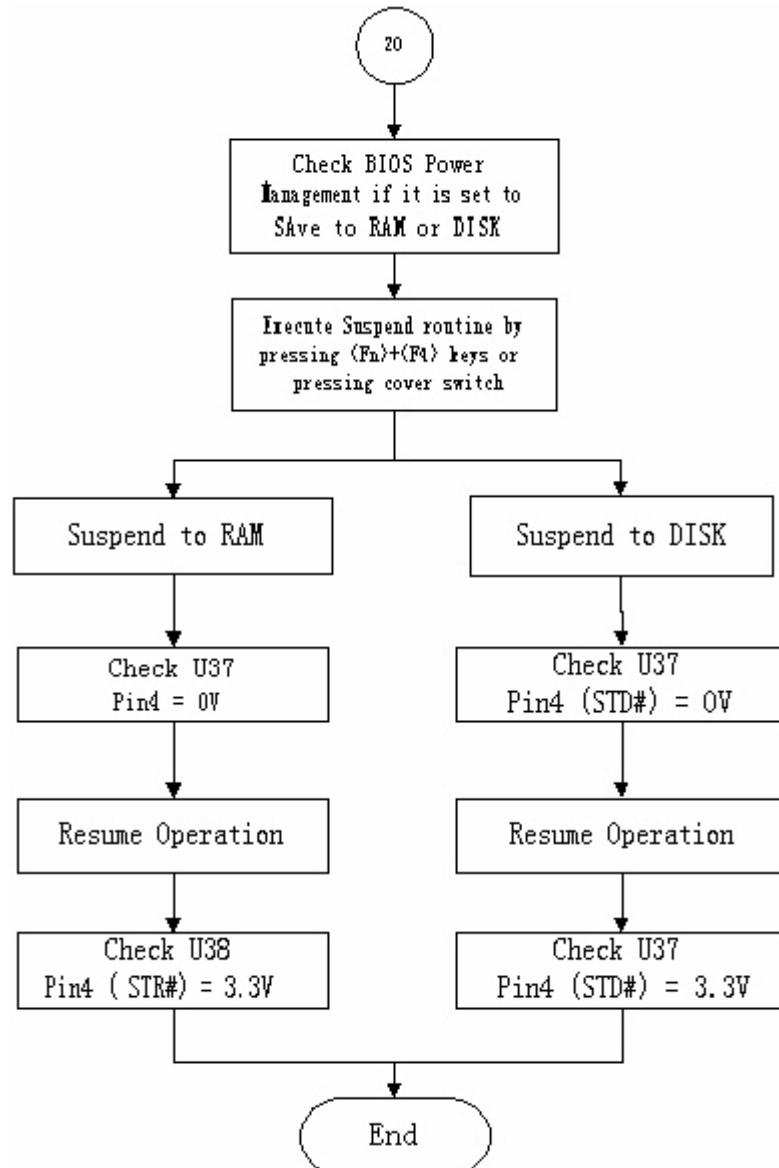 20
Check BIOS Power
Management if it is set to
SAve to RAM or DISK
Execute Suspend routine by
pressing (Fn)+(F4) keys or
pressing cover switch
Suspend to RAM
Suspend to DISK
Check U37
Pin4 = 0V
Check U37
Pin4 (STD#) = 0V
Resume Operation
Resume Operation
Check U38
Pin4 ( STR#) = 3.3V
Check U37
Pin4 (STD#) = 3.3V
End